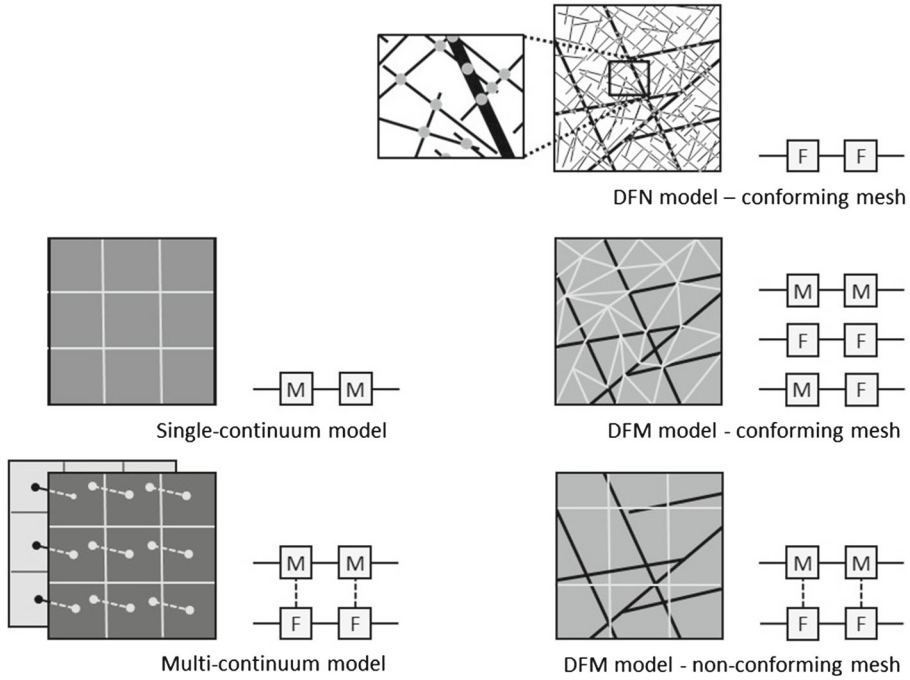 F F
DFN model – conforming mesh
M M
F F
M F
M M
Single-continuum model
DFM model - conforming mesh
M M
F F
Multi-continuum model
M M
F F
DFM model - non-conforming mesh